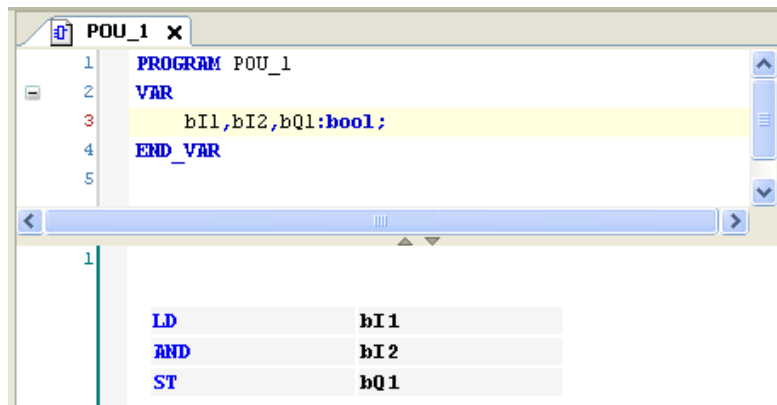 POU_1 X
1 PROGRAM POU_1
2 VAR
3 bI1,bI2,bQ1:bool;
4 END_VAR
5
1
LD bI1
AND bI2
ST bQ1